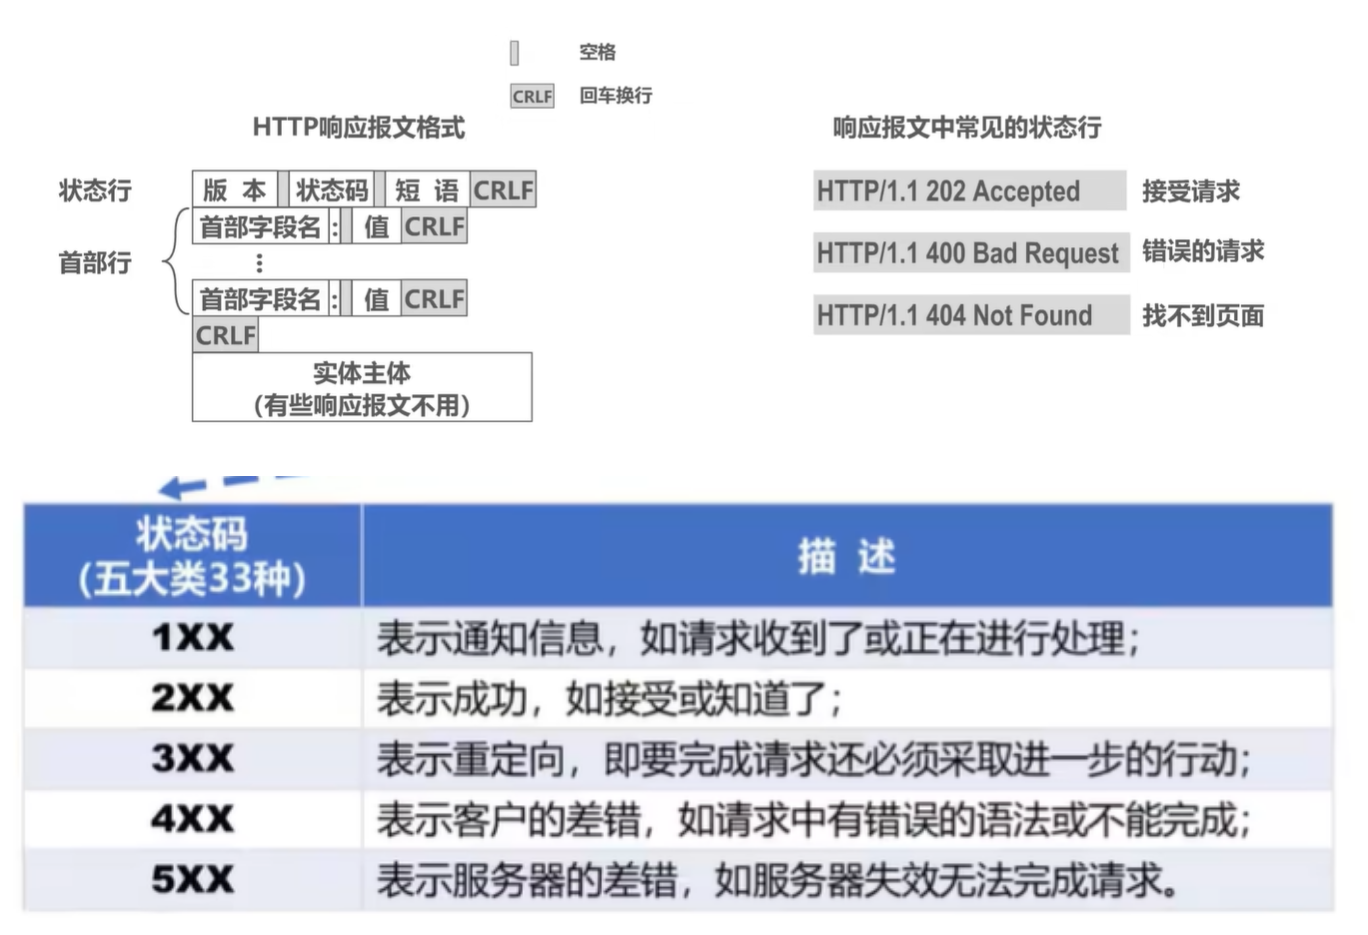 空格
CRLF 回车换行
HTTP响应报文格式
响应报文中常见的状态行
状态行 版 本 状态码 短 语 CRLF
首部字段名 : 值 CRLF
首部行
⋮
首部字段名 : 值 CRLF
CRLF
实体主体
(有些响应报文不用)
HTTP/1.1 202 Accepted 接受请求
HTTP/1.1 400 Bad Request 错误的请求
HTTP/1.1 404 Not Found 找不到页面
状态码
(五大类33种)
描 述
1XX 表示通知信息，如请求收到了或正在进行处理；
2XX 表示成功，如接受或知道了；
3XX 表示重定向，即要完成请求还必须采取进一步的行动；
4XX 表示客户的差错，如请求中有错误的语法或不能完成；
5XX 表示服务器的差错，如服务器失效无法完成请求。